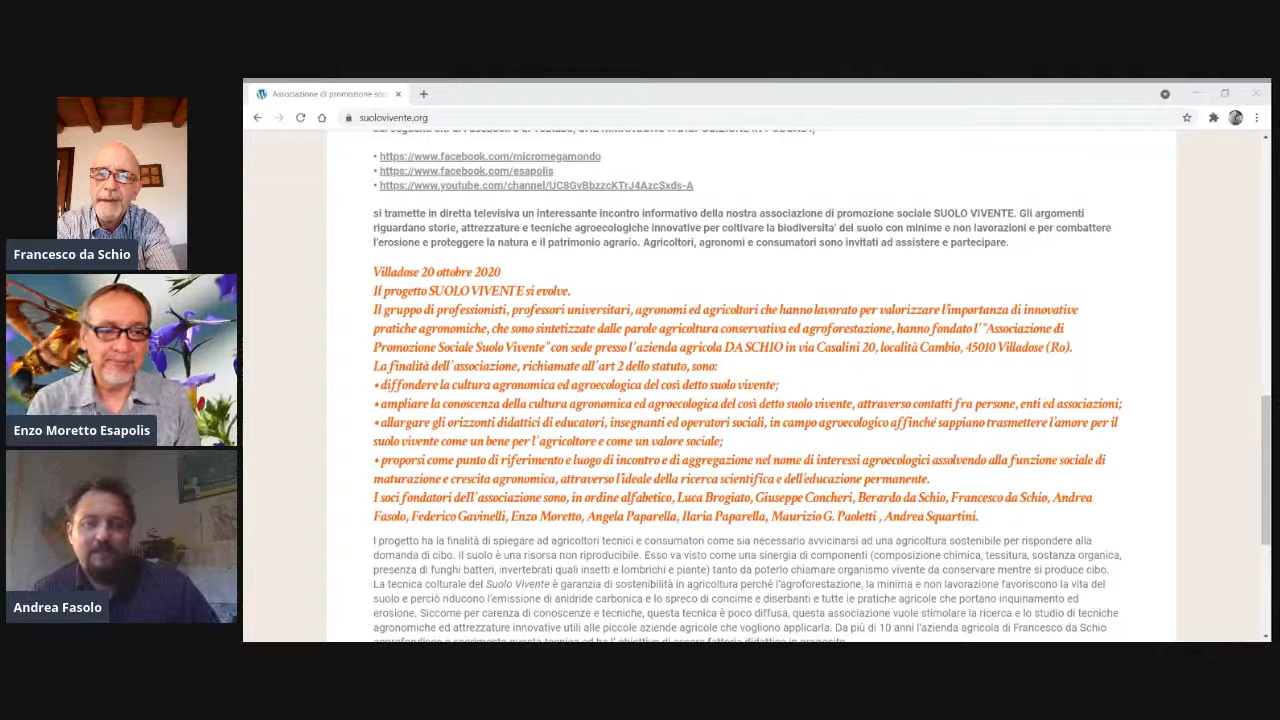 Francesco da Schio
Enzo Moretto Esapolis
Andrea Fasolo
Associazione di promozione soc
suolovivente.org
• https://www.facebook.com/micromegamondo
• https://www.facebook.com/esapolis
• https://www.youtube.com/channel/UC8GvBbzzcKTrJ4AzcSxds-A
si tramette in diretta televisiva un interessante incontro informativo della nostra associazione di promozione sociale SUOLO VIVENTE. Gli argomenti
riguardano storie, attrezzature e tecniche agroecologiche innovative per coltivare la biodiversita' del suolo con minime e non lavorazioni e per combattere
l'erosione e proteggere la natura e il patrimonio agrario. Agricoltori, agronomi e consumatori sono invitati ad assistere e partecipare.
Villadose 20 ottobre 2020
Il progetto SUOLO VIVENTE si evolve.
Il gruppo di professionisti, professori universitari, agronomi ed agricoltori che hanno lavorato per valorizzare l'importanza di innovative
pratiche agronomiche, che sono sintetizzate dalle parole agricoltura conservativa ed agroforestazione, hanno fondato l' "Associazione di
Promozione Sociale Suolo Vivente" con sede presso l'azienda agricola DA SCHIO in via Casalini 20, località Cambio, 45010 Villadose (Ro).
La finalità dell'associazione, richiamate all'art 2 dello statuto, sono:
• diffondere la cultura agronomica ed agroecologica del così detto suolo vivente;
• ampliare la conoscenza della cultura agronomica ed agroecologica del così detto suolo vivente, attraverso contatti fra persone, enti ed associazioni;
• allargare gli orizzonti didattici di educatori, insegnanti ed operatori sociali, in campo agroecologico affinché sappiano trasmettere l'amore per il
suolo vivente come un bene per l'agricoltore e come un valore sociale;
• proporsi come punto di riferimento e luogo di incontro e di aggregazione nel nome di interessi agroecologici assolvendo alla funzione sociale di
maturazione e crescita agronomica, attraverso l'ideale della ricerca scientifica e dell'educazione permanente.
I soci fondatori dell'associazione sono, in ordine alfabetico, Luca Brogiato, Giuseppe Concheri, Berardo da Schio, Francesco da Schio, Andrea
Fasolo, Federico Gavinelli, Enzo Moretto, Angela Paparella, Ilaria Paparella, Maurizio G. Paoletti , Andrea Squartini.
l progetto ha la finalità di spiegare ad agricoltori tecnici e consumatori come sia necessario avvicinarsi ad una agricoltura sostenibile per rispondere alla
domanda di cibo. Il suolo è una risorsa non riproducibile. Esso va visto come una sinergia di componenti (composizione chimica, tessitura, sostanza organica,
presenza di funghi batteri, invertebrati quali insetti e lombrichi e piante) tanto da poterlo chiamare organismo vivente da conservare mentre si produce cibo.
La tecnica colturale del Suolo Vivente è garanzia di sostenibilità in agricoltura perché l'agroforestazione, la minima e non lavorazione favoriscono la vita del
suolo e perciò riducono l'emissione di anidride carbonica e lo spreco di concime e diserbanti e tutte le pratiche agricole che portano inquinamento ed
erosione. Siccome per carenza di conoscenze e tecniche, questa tecnica è poco diffusa, questa associazione vuole stimolare la ricerca e lo studio di tecniche
agronomiche ed attrezzature innovative utili alle piccole aziende agricole che vogliono applicarla. Da più di 10 anni l'azienda agricola di Francesco da Schio